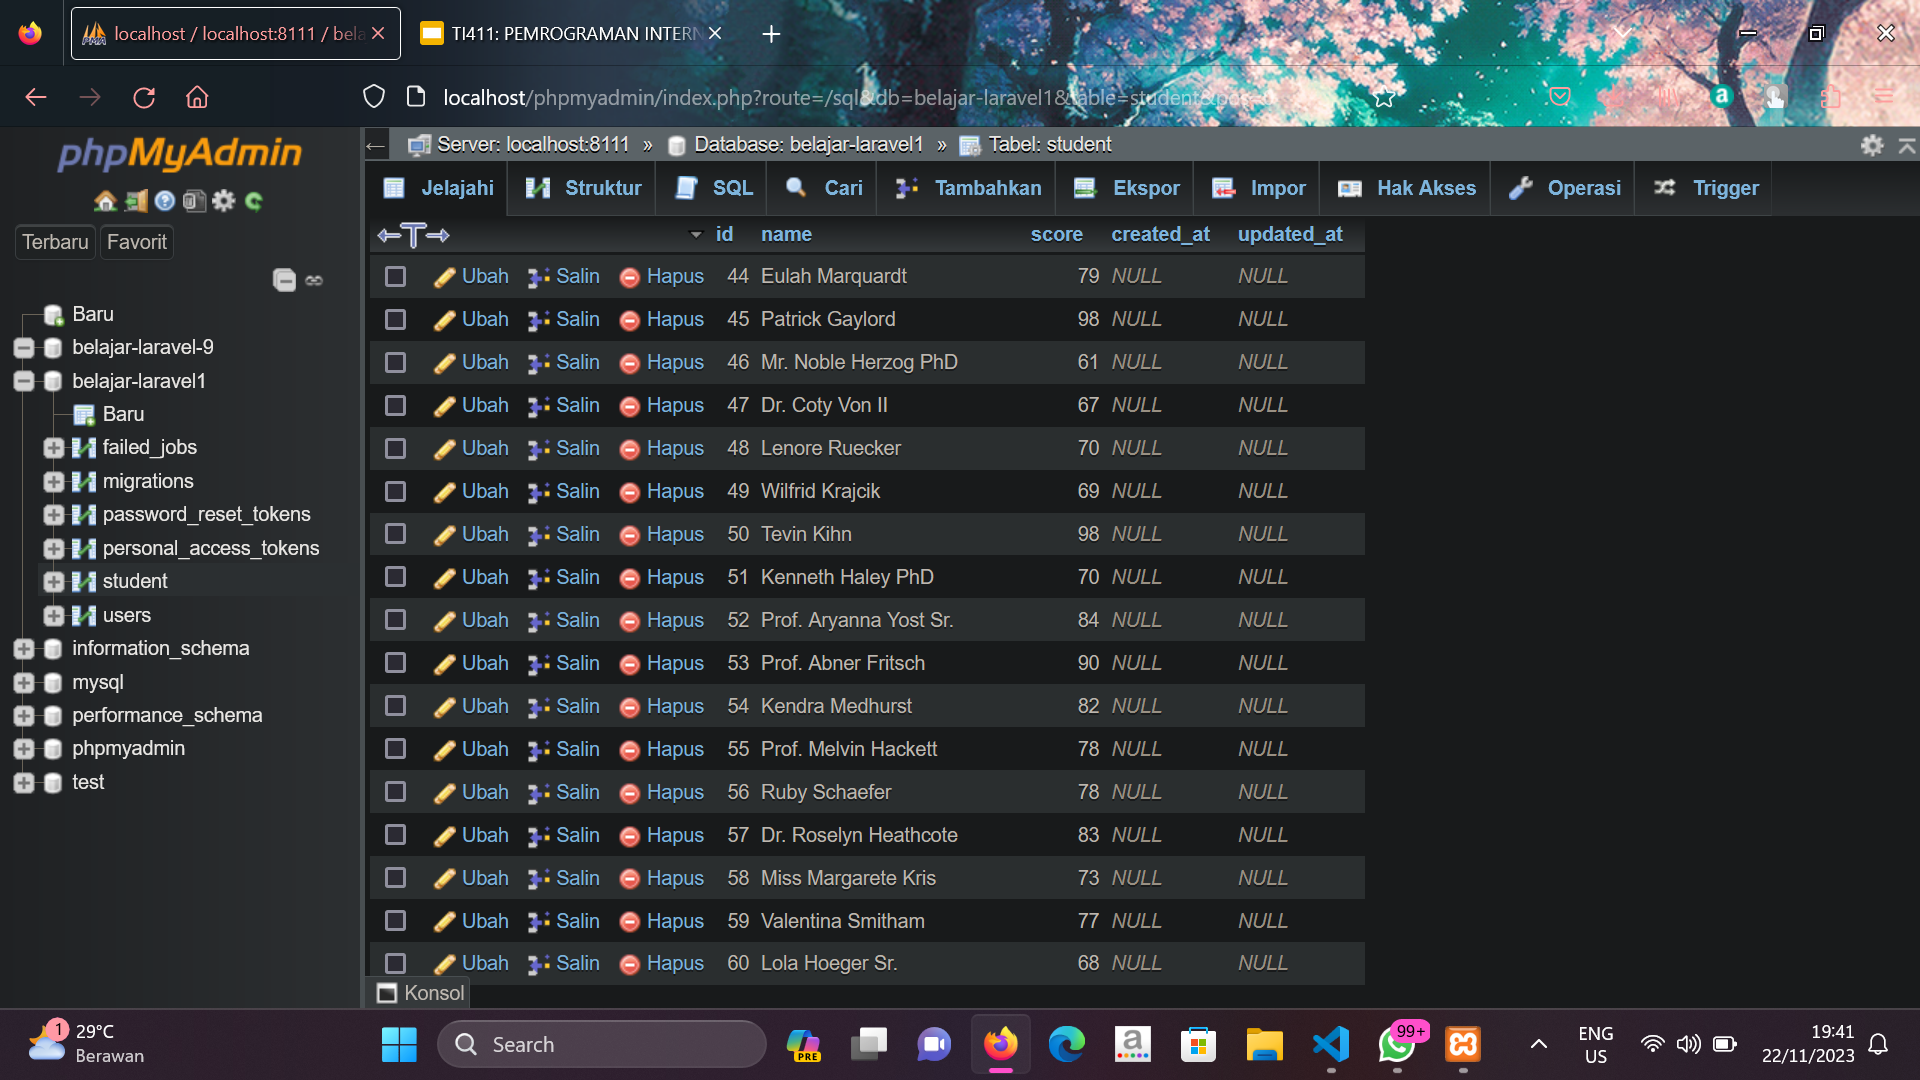 localhost / localhost:8111 / bela
TI411: PEMROGRAMAN INTERN
localhost/phpmyadmin/index.php?route=/sql&db=belajar-laravel1&table=student&pos=0
phpMyAdmin
Terbaru Favorit
Baru
belajar-laravel-9
belajar-laravel1
Baru
failed_jobs
migrations
password_reset_tokens
personal_access_tokens
student
users
information_schema
mysql
performance_schema
phpmyadmin
test
Server: localhost:8111 » Database: belajar-laravel1 » Tabel: student
Jelajahi Struktur SQL Cari Tambahkan Ekspor Impor Hak Akses Operasi Trigger
id name score created_at updated_at
Ubah Salin Hapus 44 Eulah Marquardt 79 NULL NULL
Ubah Salin Hapus 45 Patrick Gaylord 98 NULL NULL
Ubah Salin Hapus 46 Mr. Noble Herzog PhD 61 NULL NULL
Ubah Salin Hapus 47 Dr. Coty Von II 67 NULL NULL
Ubah Salin Hapus 48 Lenore Ruecker 70 NULL NULL
Ubah Salin Hapus 49 Wilfrid Krajcik 69 NULL NULL
Ubah Salin Hapus 50 Tevin Kihn 98 NULL NULL
Ubah Salin Hapus 51 Kenneth Haley PhD 70 NULL NULL
Ubah Salin Hapus 52 Prof. Aryanna Yost Sr. 84 NULL NULL
Ubah Salin Hapus 53 Prof. Abner Fritsch 90 NULL NULL
Ubah Salin Hapus 54 Kendra Medhurst 82 NULL NULL
Ubah Salin Hapus 55 Prof. Melvin Hackett 78 NULL NULL
Ubah Salin Hapus 56 Ruby Schaefer 78 NULL NULL
Ubah Salin Hapus 57 Dr. Roselyn Heathcote 83 NULL NULL
Ubah Salin Hapus 58 Miss Margarete Kris 73 NULL NULL
Ubah Salin Hapus 59 Valentina Smitham 77 NULL NULL
Ubah Salin Hapus 60 Lola Hoeger Sr. 68 NULL NULL
Konsol
1
29°C
Berawan
Search
PRE
99+
ENG
US
19:41
22/11/2023